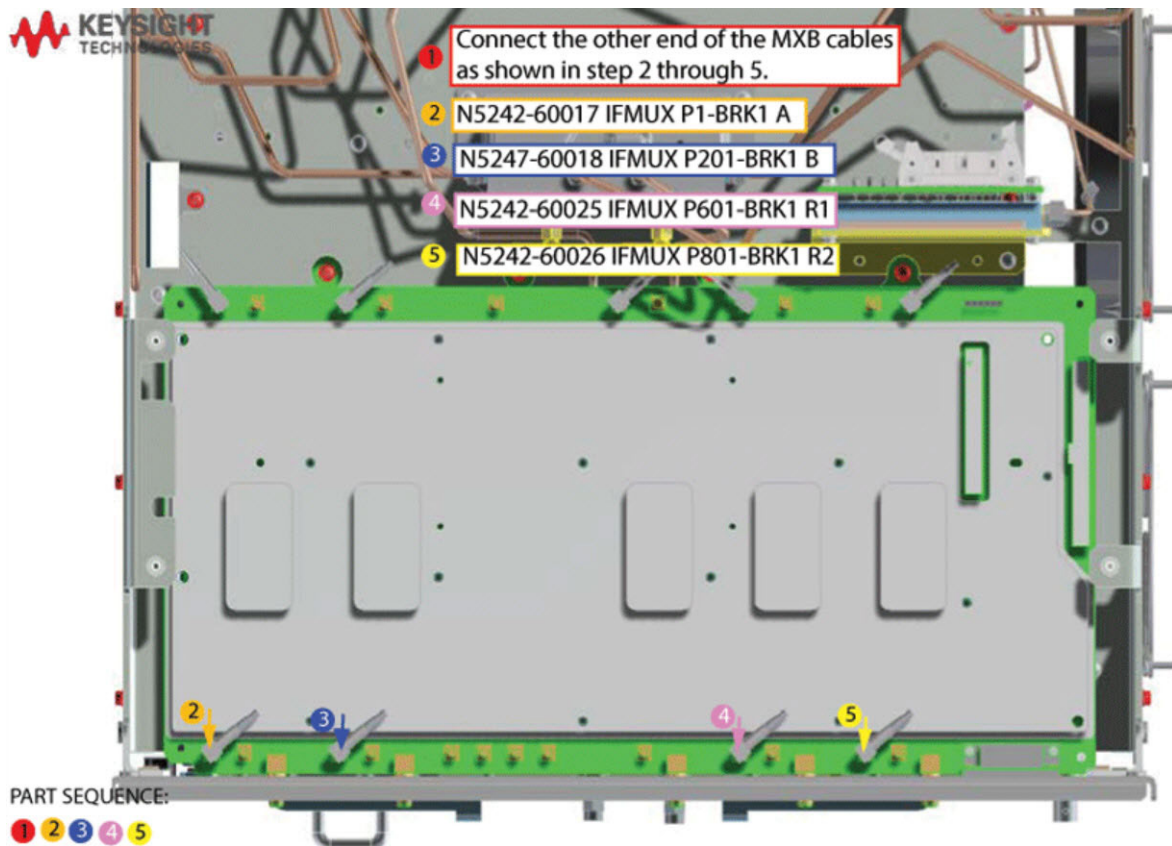 KEYSIGHT
TECHNOLOGIES
1 Connect the other end of the MXB cables
as shown in step 2 through 5.
2 N5242-60017 IFMUX P1-BRK1 A
3 N5247-60018 IFMUX P201-BRK1 B
4 N5242-60025 IFMUX P601-BRK1 R1
5 N5242-60026 IFMUX P801-BRK1 R2
2 3 4 5
PART SEQUENCE:
1 2 3 4 5